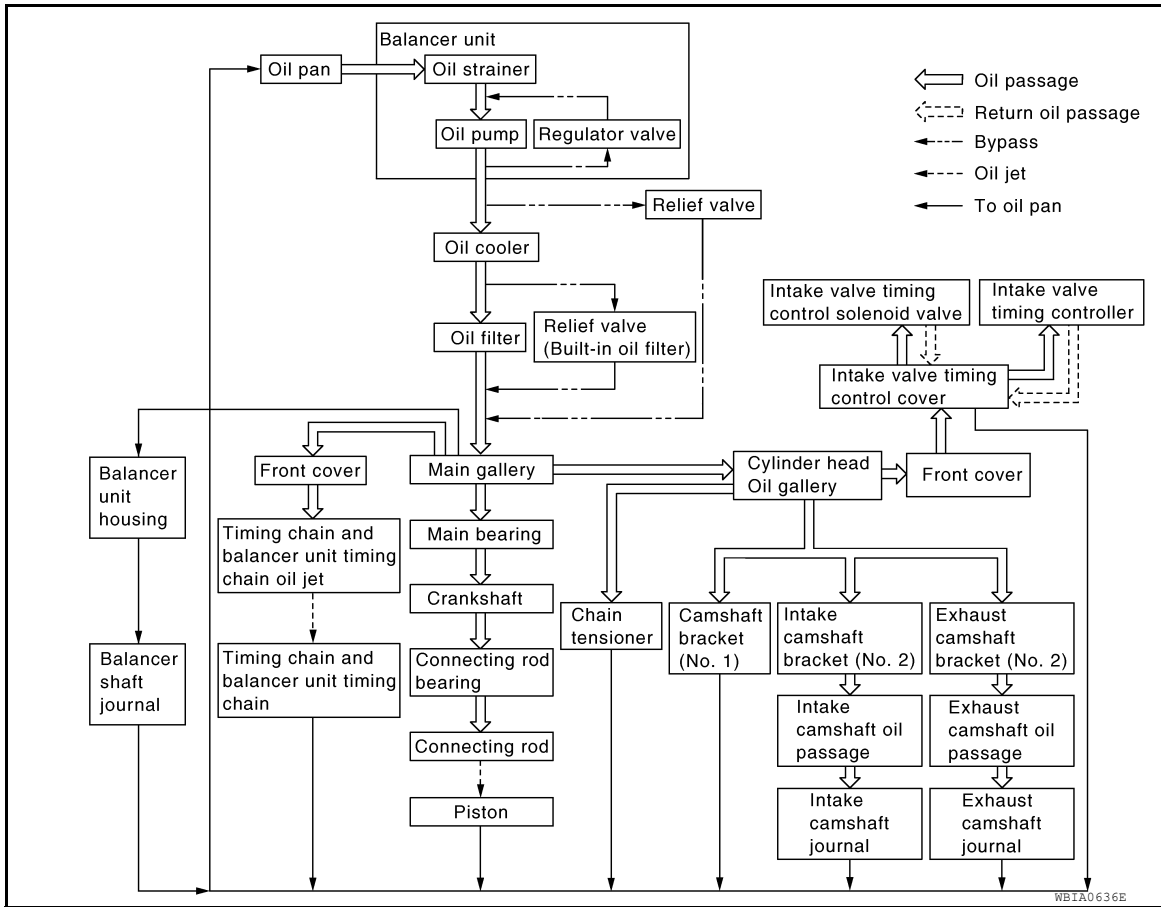 Balancer unit
Oil pan
Oil strainer
Oil pump
Regulator valve
Oil passage
Return oil passage
Bypass
Oil jet
To oil pan
Relief valve
Oil cooler
Oil filter
Relief valve
(Built-in oil filter)
Intake valve timing
control solenoid valve
Intake valve
timing controller
Intake valve timing
control cover
Balancer
unit
housing
Front cover
Main gallery
Cylinder head
Oil gallery
Front cover
Timing chain and
balancer unit timing
chain oil jet
Main bearing
Crankshaft
Chain
tensioner
Camshaft
bracket
(No. 1)
Intake
camshaft
bracket (No. 2)
Exhaust
camshaft
bracket (No. 2)
Balancer
shaft
journal
Timing chain and
balancer unit timing
chain
Connecting rod
bearing
Intake
camshaft oil
passage
Exhaust
camshaft oil
passage
Connecting rod
Piston
Intake
camshaft
journal
Exhaust
camshaft
journal
WBIA0636E